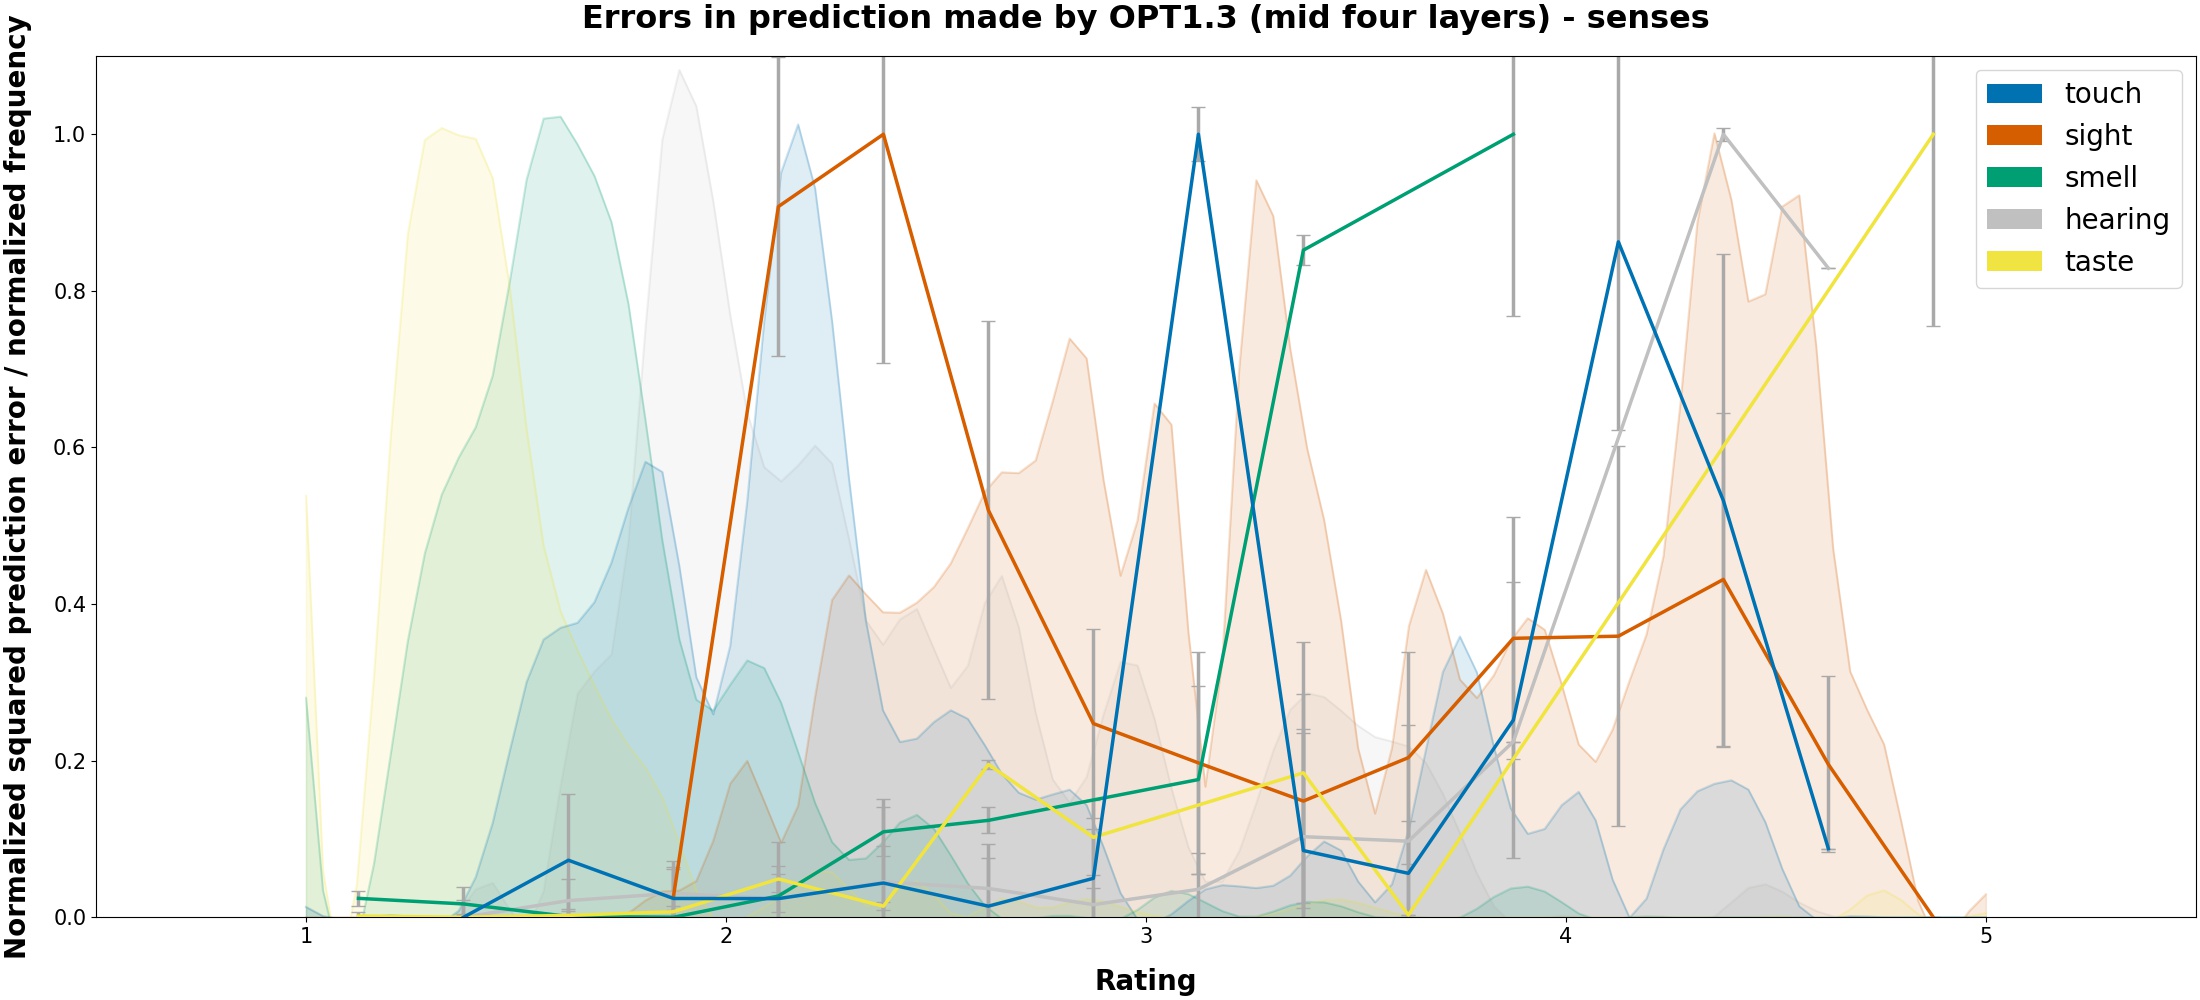 Errors in prediction made by OPT1.3 (mid four layers) - senses
Normalized squared prediction error / normalized frequency
1.0
0.8
0.6
0.4
0.2
0.0
touch
sight
smell
hearing
taste
1
2
3
4
5
Rating